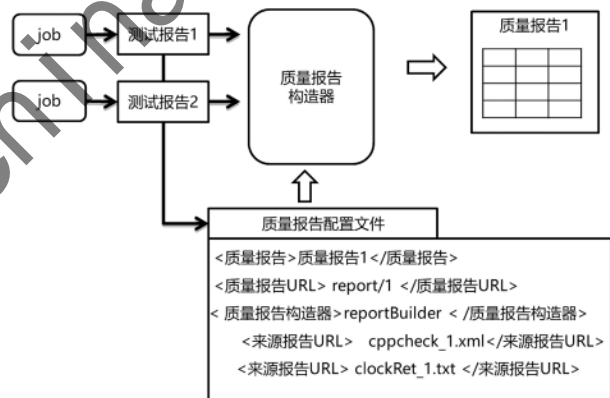 job
测试报告1
job
测试报告2
质量报告
构造器
质量报告1
质量报告配置文件
<质量报告>质量报告1</质量报告>
<质量报告URL> report/1 </质量报告URL>
< 质量报告构造器>reportBuilder < /质量报告构造器>
<来源报告URL> cppcheck_1.xml</来源报告URL>
<来源报告URL> clockRet_1.txt </来源报告URL>